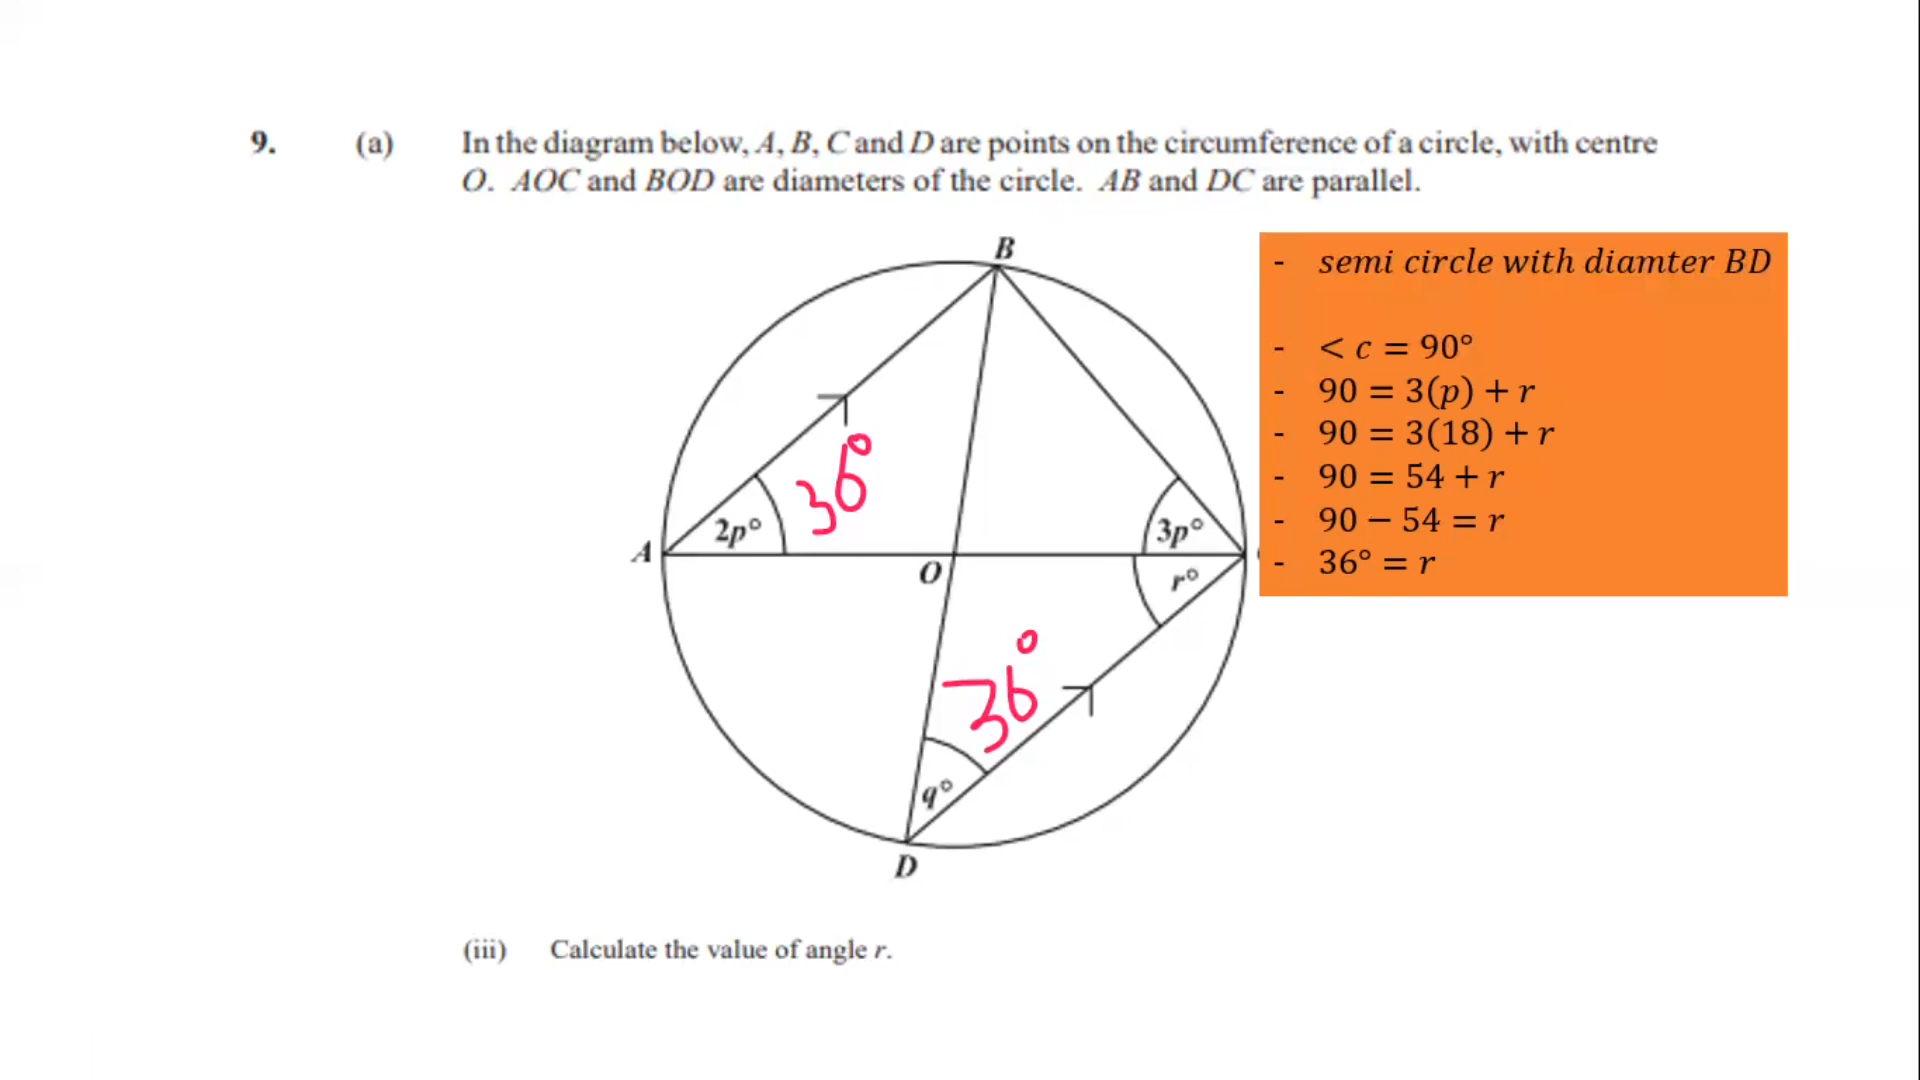 9. (a) In the diagram below, A, B, C and D are points on the circumference of a circle, with centre
O. AOC and BOD are diameters of the circle. AB and DC are parallel.
B
- semi circle with diamter BD
- < c = 90°
- 90 = 3(p) + r
- 90 = 3(18) + r
- 90 = 54 + r
- 90 − 54 = r
- 36° = r
36°
2p°
3p°
A
O
r°
36°
q°
D
(iii) Calculate the value of angle r.